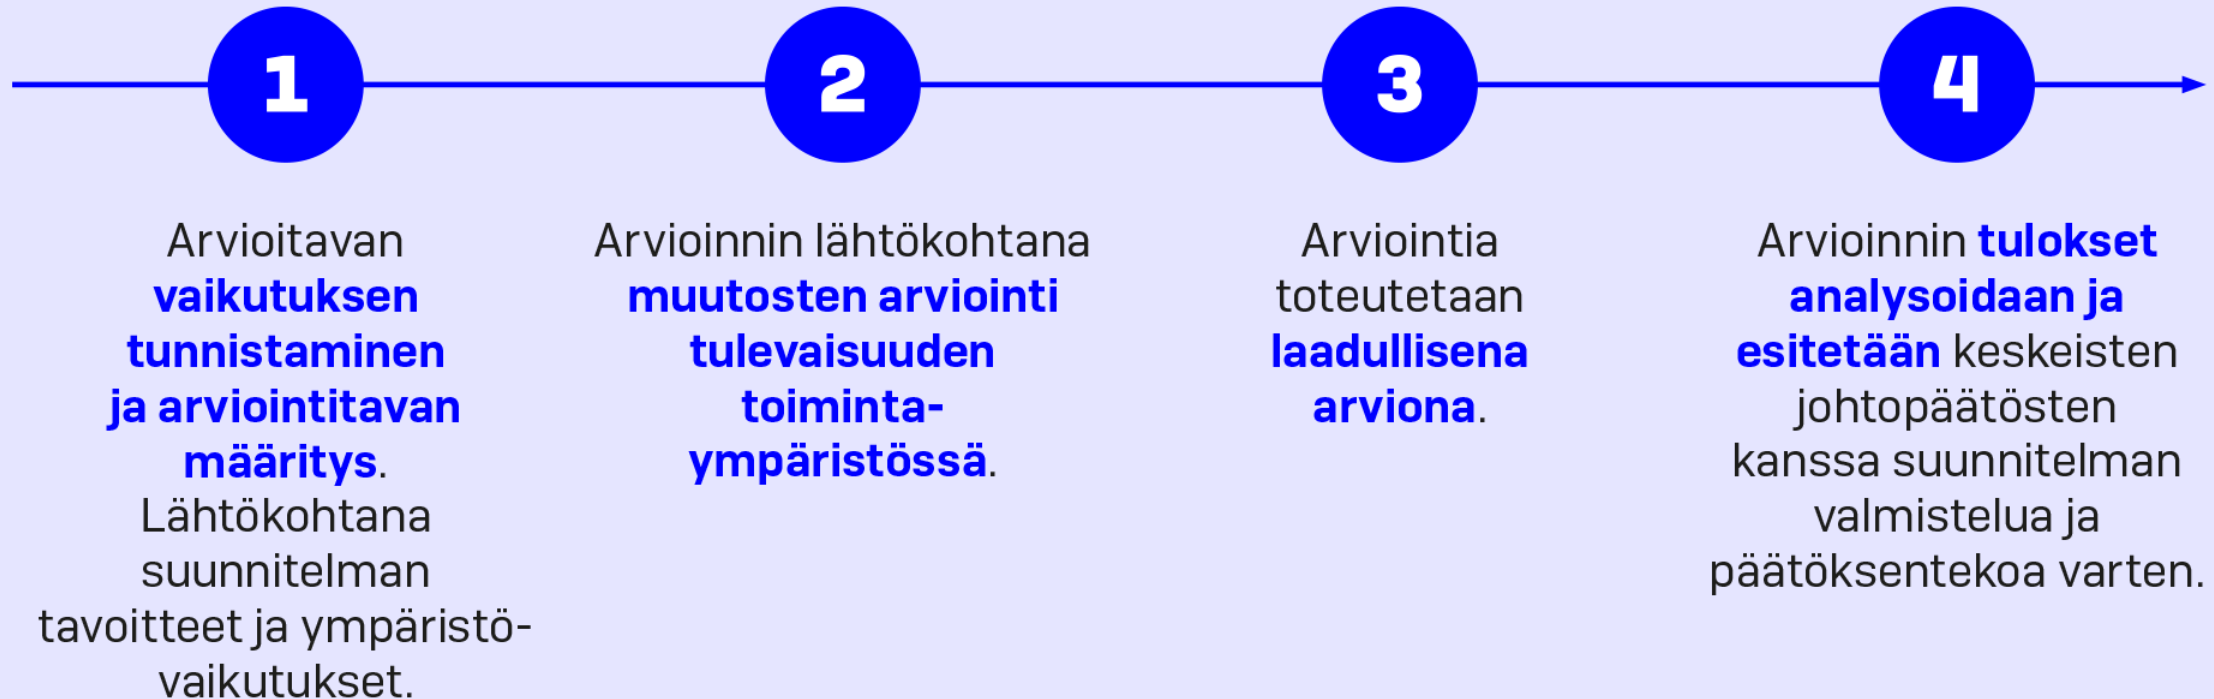 1
Arvioitavan
vaikutuksen
tunnistaminen
ja arviointitavan
määritys.
Lähtökohtana
suunnitelman
tavoitteet ja ympäristö-
vaikutukset.
2
Arvioinnin lähtökohtana
muutosten arviointi
tulevaisuuden
toiminta-
ympäristössä.
3
Arviointia
toteutetaan
laadullisena
arviona.
4
Arvioinnin tulokset
analysoidaan ja
esitetään keskeisten
johtopäätösten
kanssa suunnitelman
valmistelua ja
päätöksentekoa varten.